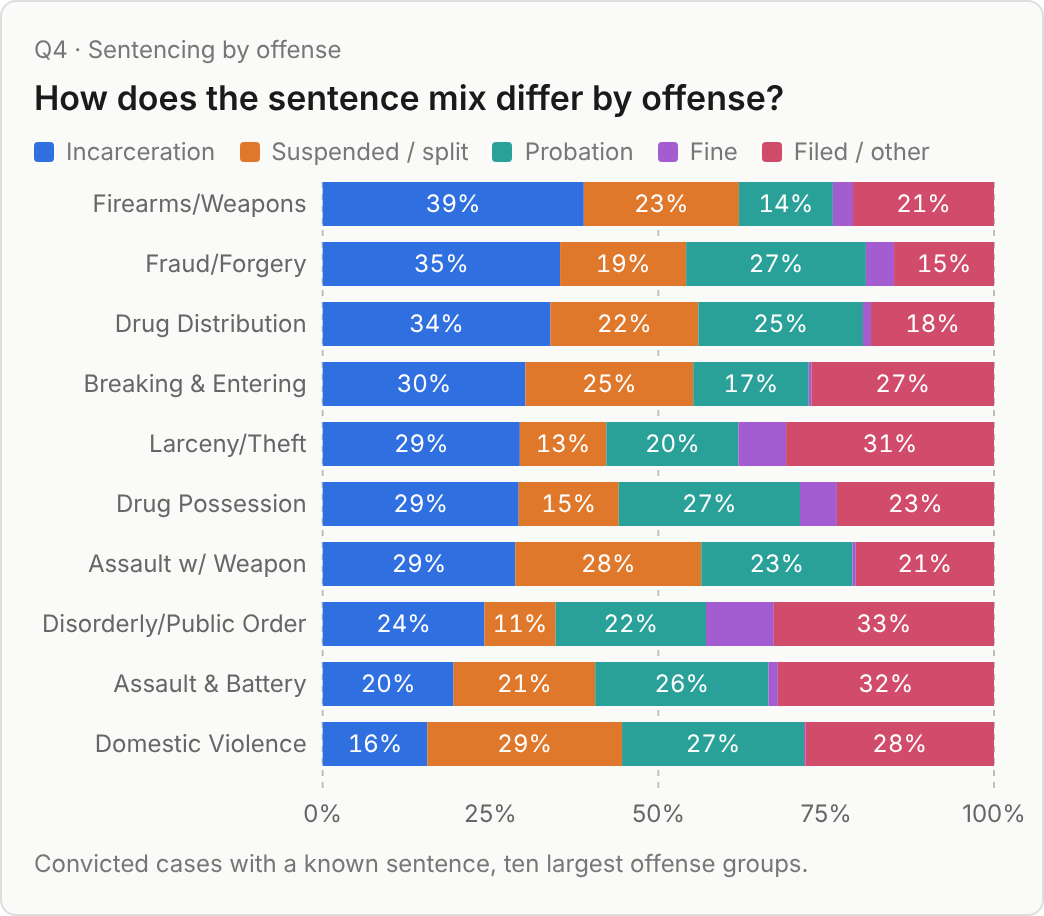 Q4 · Sentencing by offense
How does the sentence mix differ by offense?
Incarceration Suspended / split Probation Fine Filed / other
Firearms/Weapons 39% 23% 14% 21%
Fraud/Forgery 35% 19% 27% 15%
Drug Distribution 34% 22% 25% 18%
Breaking & Entering 30% 25% 17% 27%
Larceny/Theft 29% 13% 20% 31%
Drug Possession 29% 15% 27% 23%
Assault w/ Weapon 29% 28% 23% 21%
Disorderly/Public Order 24% 11% 22% 33%
Assault & Battery 20% 21% 26% 32%
Domestic Violence 16% 29% 27% 28%
0% 25% 50% 75% 100%
Convicted cases with a known sentence, ten largest offense groups.